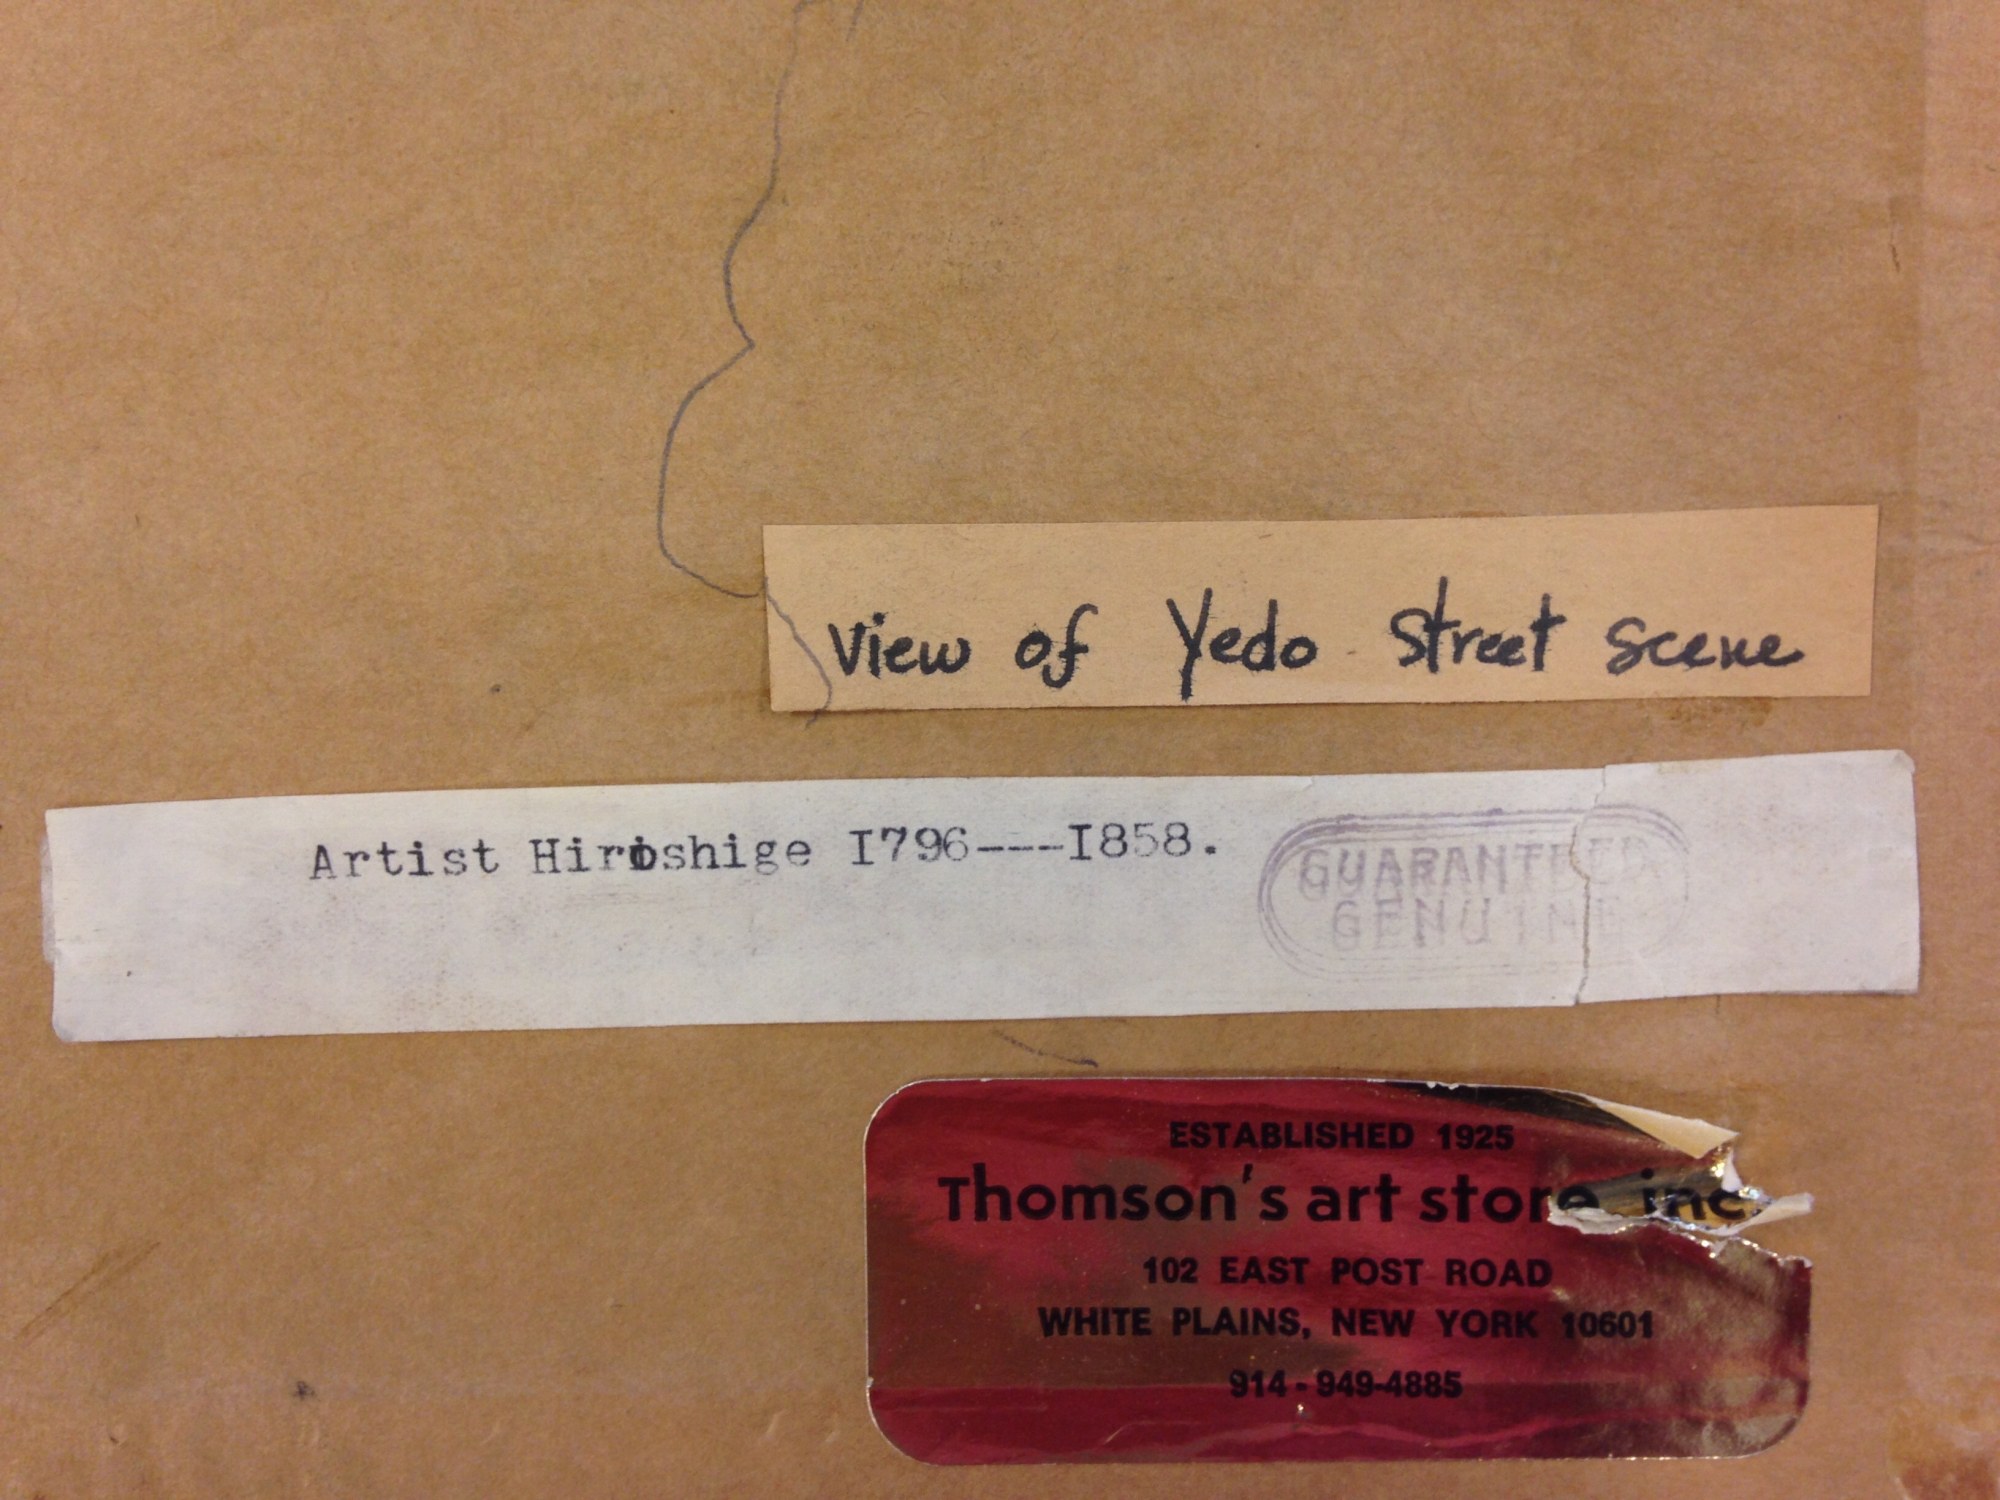 View of Yedo Street scene
Artist Hiroshige I796---I858.
GUARANTEED
GENUINE
ESTABLISHED 1925
Thomson's art store, inc.
102 EAST POST ROAD
WHITE PLAINS, NEW YORK 10601
914-949-4885